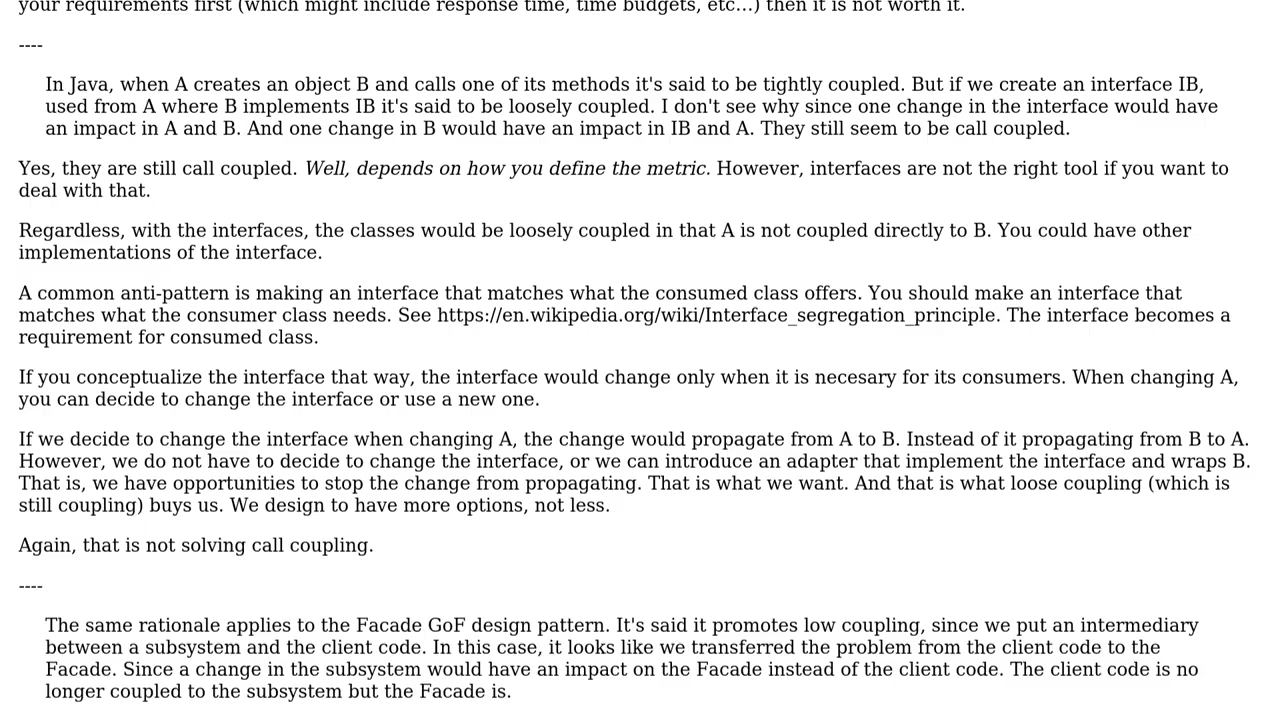 your requirements first (which might include response time, time budgets, etc…) then it is not worth it.
----
In Java, when A creates an object B and calls one of its methods it's said to be tightly coupled. But if we create an interface IB,
used from A where B implements IB it's said to be loosely coupled. I don't see why since one change in the interface would have
an impact in A and B. And one change in B would have an impact in IB and A. They still seem to be call coupled.
Yes, they are still call coupled. Well, depends on how you define the metric. However, interfaces are not the right tool if you want to
deal with that.
Regardless, with the interfaces, the classes would be loosely coupled in that A is not coupled directly to B. You could have other
implementations of the interface.
A common anti-pattern is making an interface that matches what the consumed class offers. You should make an interface that
matches what the consumer class needs. See https://en.wikipedia.org/wiki/Interface_segregation_principle. The interface becomes a
requirement for consumed class.
If you conceptualize the interface that way, the interface would change only when it is necesary for its consumers. When changing A,
you can decide to change the interface or use a new one.
If we decide to change the interface when changing A, the change would propagate from A to B. Instead of it propagating from B to A.
However, we do not have to decide to change the interface, or we can introduce an adapter that implement the interface and wraps B.
That is, we have opportunities to stop the change from propagating. That is what we want. And that is what loose coupling (which is
still coupling) buys us. We design to have more options, not less.
Again, that is not solving call coupling.
----
The same rationale applies to the Facade GoF design pattern. It's said it promotes low coupling, since we put an intermediary
between a subsystem and the client code. In this case, it looks like we transferred the problem from the client code to the
Facade. Since a change in the subsystem would have an impact on the Facade instead of the client code. The client code is no
longer coupled to the subsystem but the Facade is.